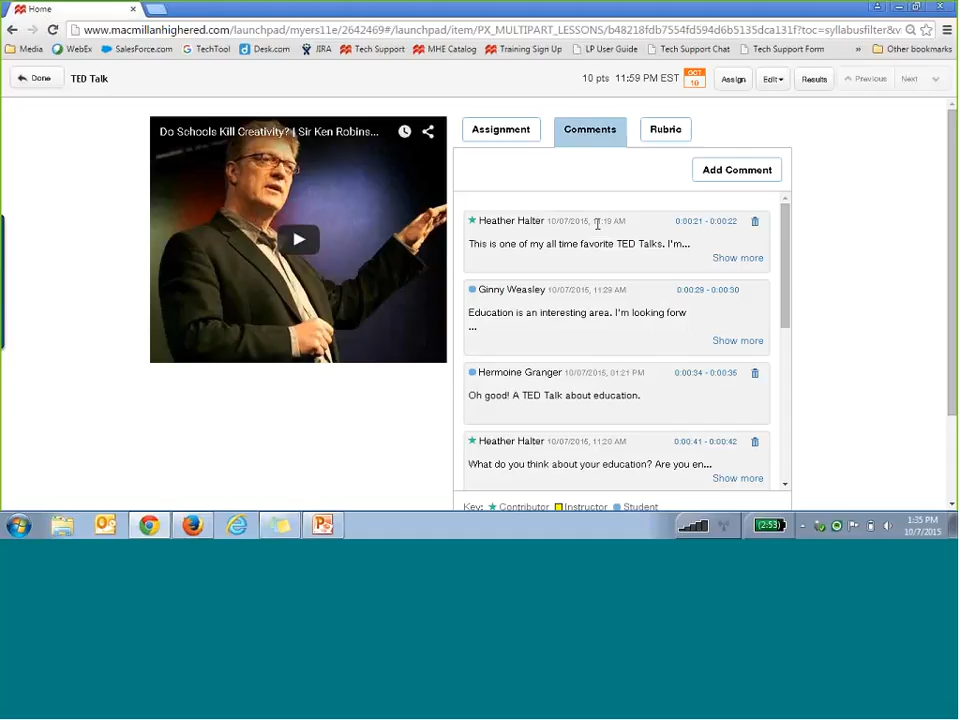 Home
www.macmillanhighered.com/launchpad/myers11e/2642469#/launchpad/item/PX_MULTIPART_LESSONS/b48218fdb7554fd594d6b5135dca131f?toc=syllabusfilter&
Media WebEx SalesForce.com TechTool Desk.com JIRA Tech Support MHE Catalog Training Sign Up LP User Guide Tech Support Chat Tech Support Form » Other bookmarks
Done TED Talk 10 pts 11:59 PM EST OCT 10 Assign Edit Results Previous Next
Do Schools Kill Creativity? | Sir Ken Robins...
Assignment Comments Rubric
Add Comment
Heather Halter 10/07/2015, 0:00:21 - 0:00:22
This is one of my all time favorite TED Talks. I'm...
Show more
Ginny Weasley 10/07/2015, 11:29 AM 0:00:29 - 0:00:30
Education is an interesting area. I'm looking forw
...
Show more
Hermoine Granger 10/07/2015, 01:21 PM 0:00:34 - 0:00:35
Oh good! A TED Talk about education.
Heather Halter 10/07/2015, 11:20 AM 0:00:41 - 0:00:42
What do you think about your education? Are you en...
Show more
Key: Contributor Instructor Student
(2:53)
1:35 PM
10/7/2015